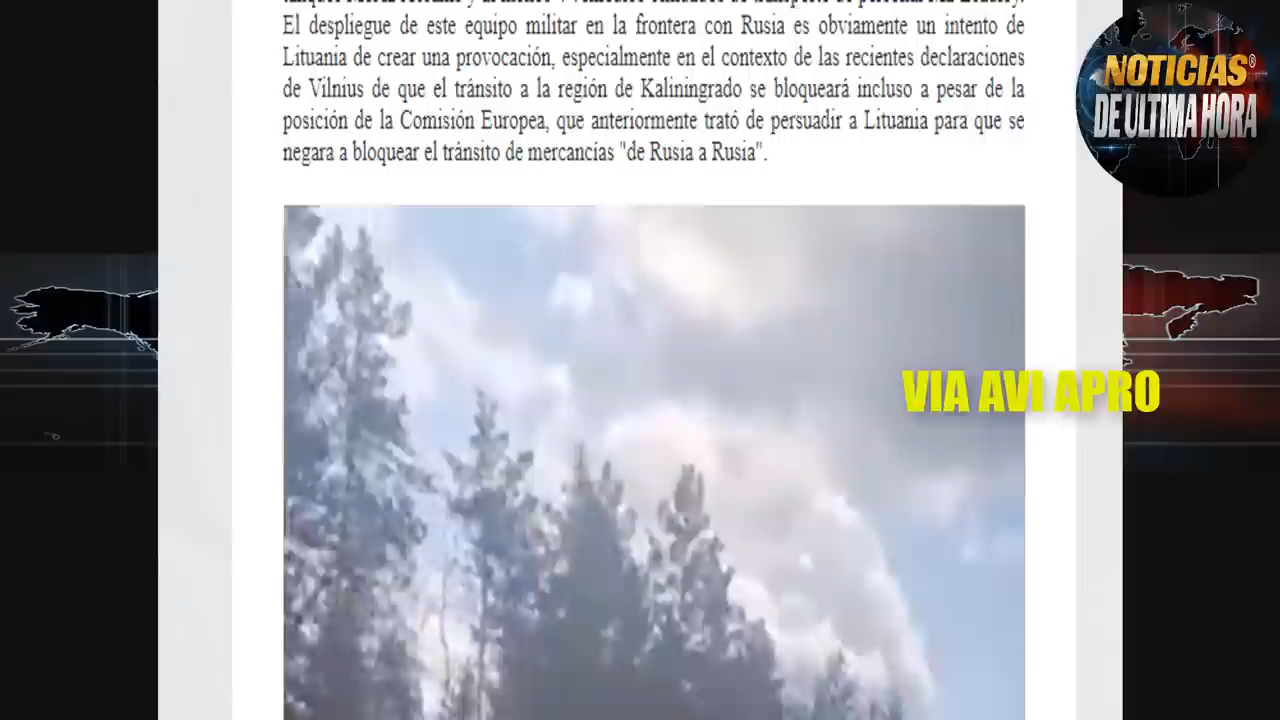 El despliegue de este equipo militar en la frontera con Rusia es obviamente un intento de
Lituania de crear una provocación, especialmente en el contexto de las recientes declaraciones
de Vilnius de que el tránsito a la región de Kaliningrado se bloqueará incluso a pesar de la
posición de la Comisión Europea, que anteriormente trató de persuadir a Lituania para que se
negara a bloquear el tránsito de mercancías "de Rusia a Rusia".
NOTICIAS®
DE ULTIMA HORA
VIA AVI APRO